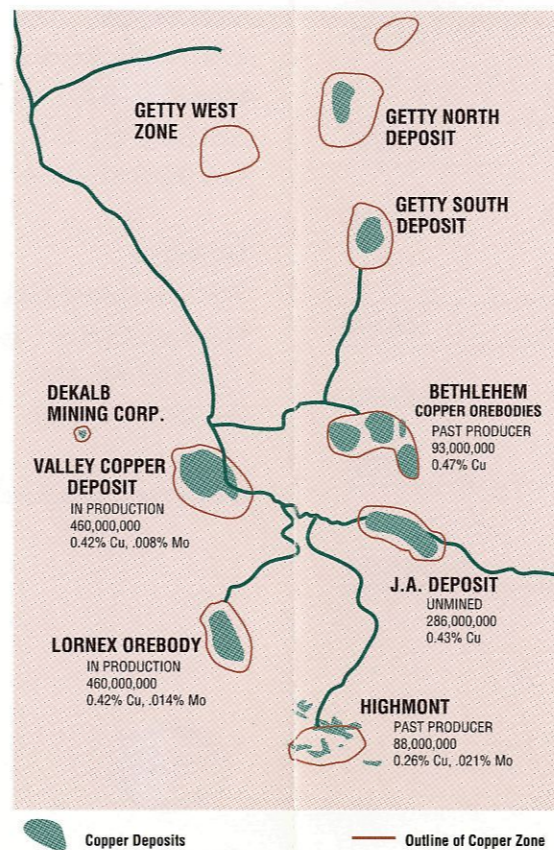 GETTY WEST
ZONE
GETTY NORTH
DEPOSIT
GETTY SOUTH
DEPOSIT
DEKALB
MINING CORP.
BETHLEHEM
COPPER OREBODIES
PAST PRODUCER
93,000,000
0.47% Cu
VALLEY COPPER
DEPOSIT
IN PRODUCTION
460,000,000
0.42% Cu, .008% Mo
J.A. DEPOSIT
UNMINED
286,000,000
0.43% Cu
LORNEX OREBODY
IN PRODUCTION
460,000,000
0.42% Cu, .014% Mo
HIGHMONT
PAST PRODUCER
88,000,000
0.26% Cu, .021% Mo
Copper Deposits
Outline of Copper Zone